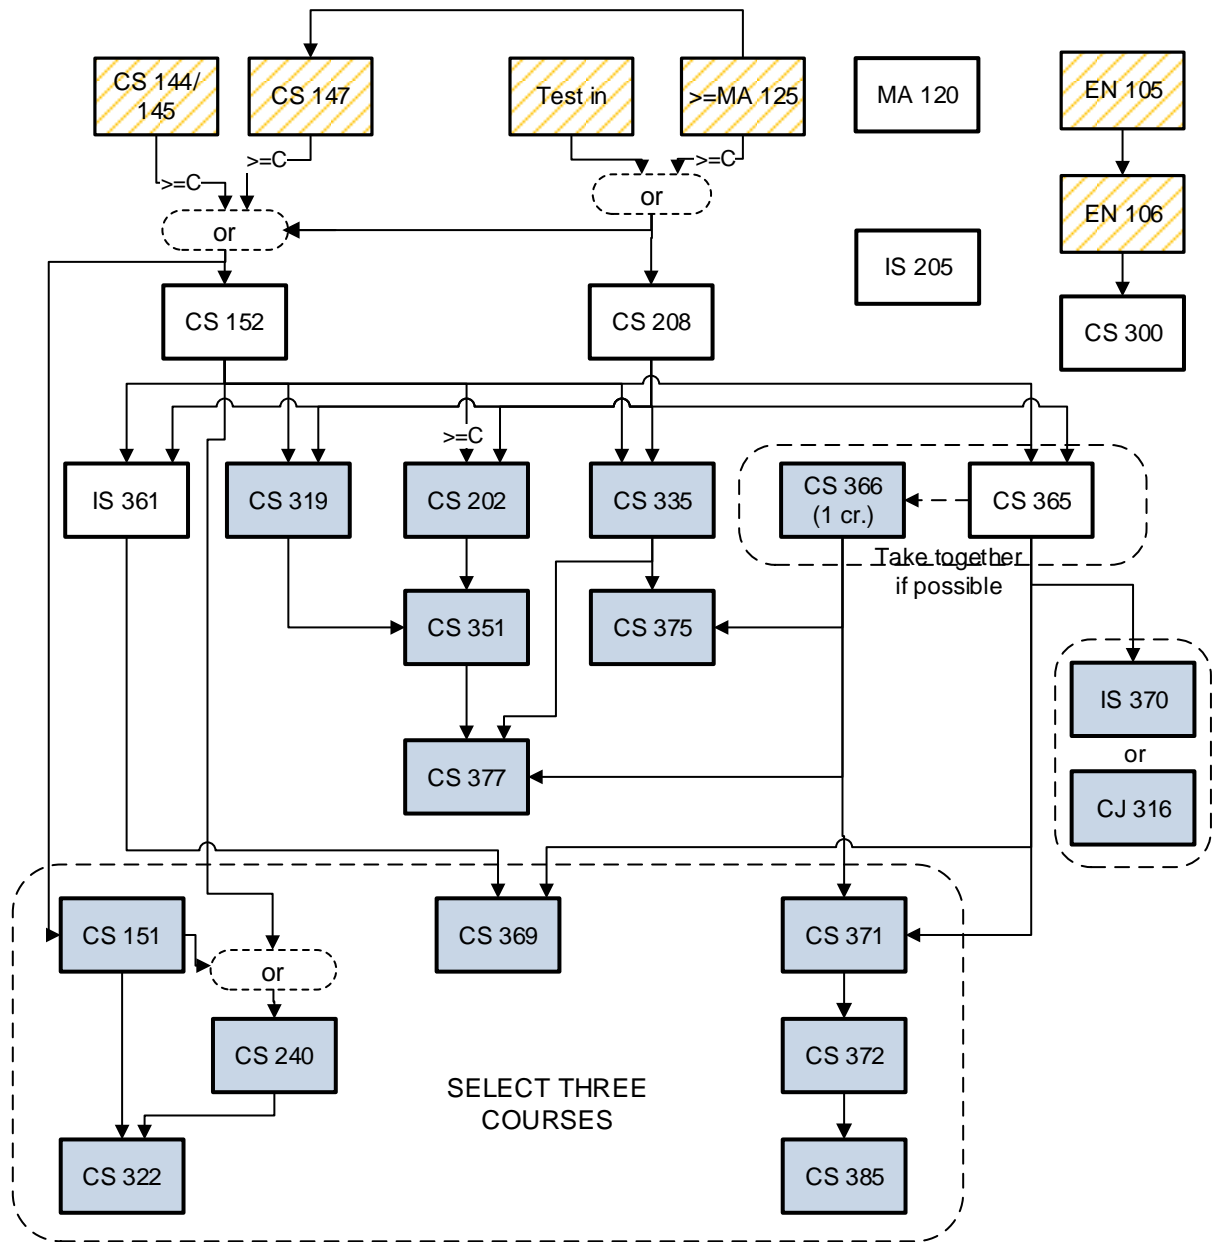 CS 144/
145
CS 147
Test in
>=MA 125
MA 120
EN 105
>=C
>=C
>=C
or
or
EN 106
IS 205
CS 152
CS 208
CS 300
>=C
IS 361
CS 319
CS 202
CS 335
CS 366
(1 cr.)
CS 365
Take together
if possible
CS 351
CS 375
IS 370
or
CJ 316
CS 377
CS 151
CS 369
CS 371
or
CS 240
CS 372
SELECT THREE
COURSES
CS 322
CS 385